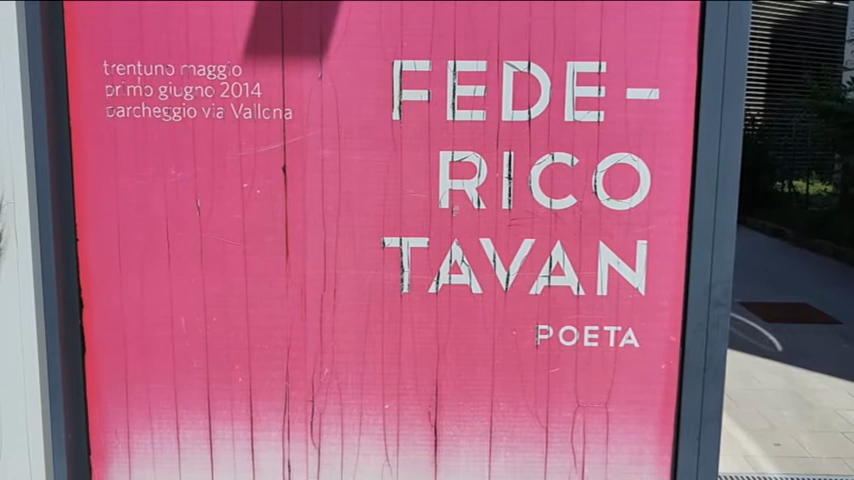 trentuno maggio
primo giugno 2014
parcheggio via Vallona
FEDE-
RICO
TAVAN
POETA